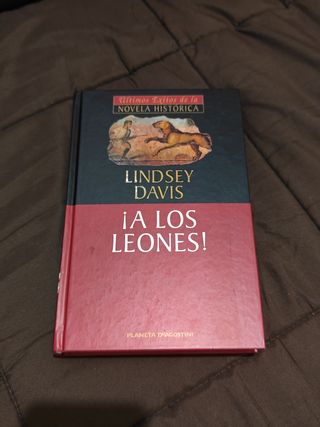 Últimos Éxitos de la
NOVELA HISTÓRICA
LINDSEY
DAVIS
¡A LOS
LEONES!
PLANETA DEAGOSTINI